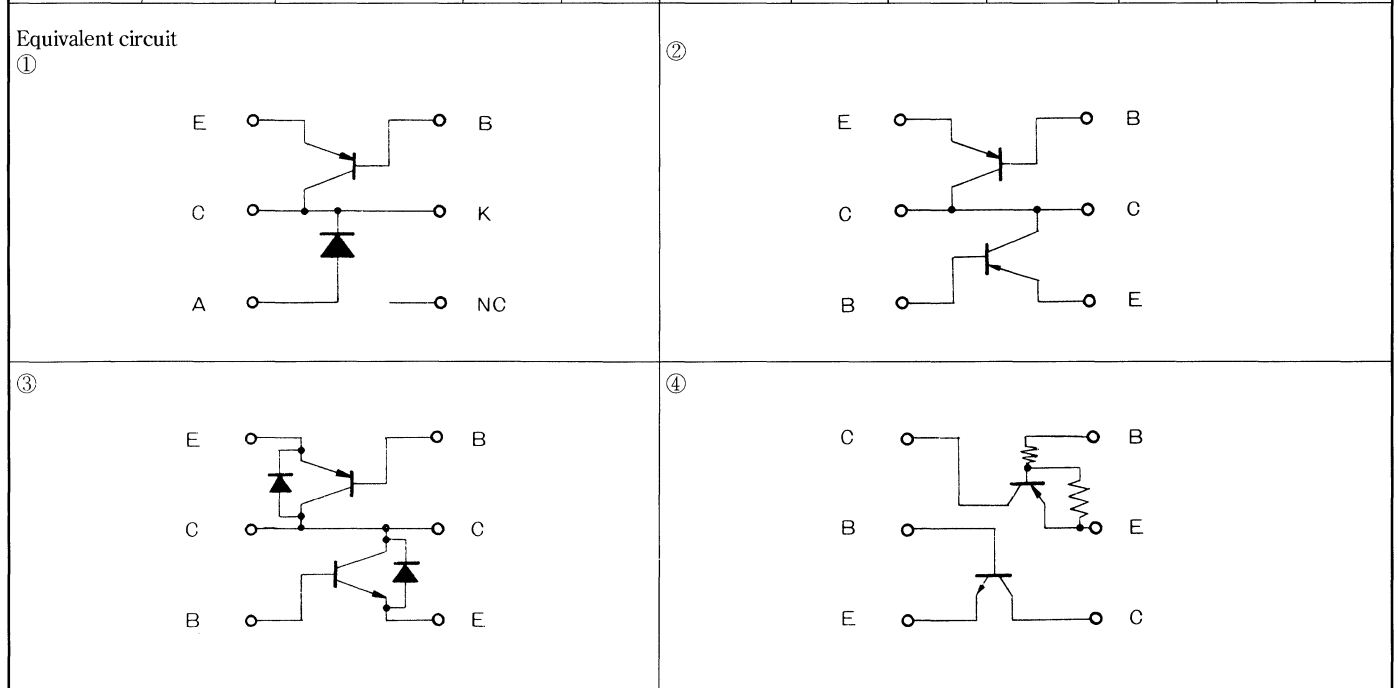 Equivalent circuit
①
E B
C K
A NC
②
E B
C C
B E
③
E B
C C
B E
④
C B
B E
E C